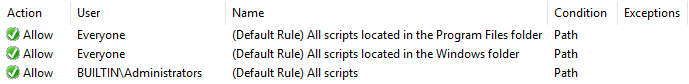 Action User Name Condition Exceptions
Allow Everyone (Default Rule) All scripts located in the Program Files folder Path
Allow Everyone (Default Rule) All scripts located in the Windows folder Path
Allow BUILTIN\Administrators (Default Rule) All scripts Path